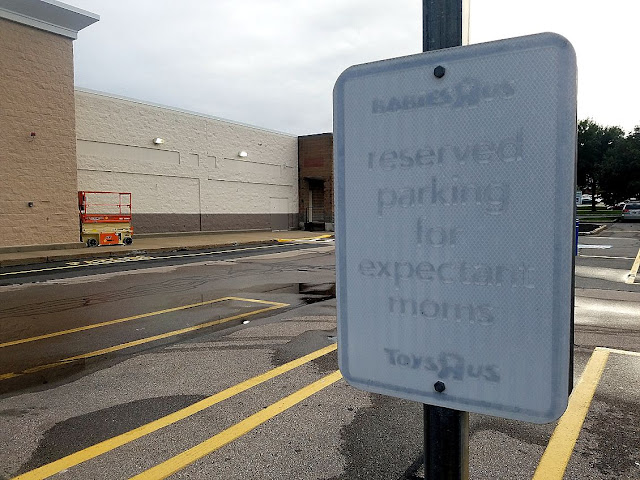 BABIES R US
reserved
parking
for
expectant
moms
TOYS R US